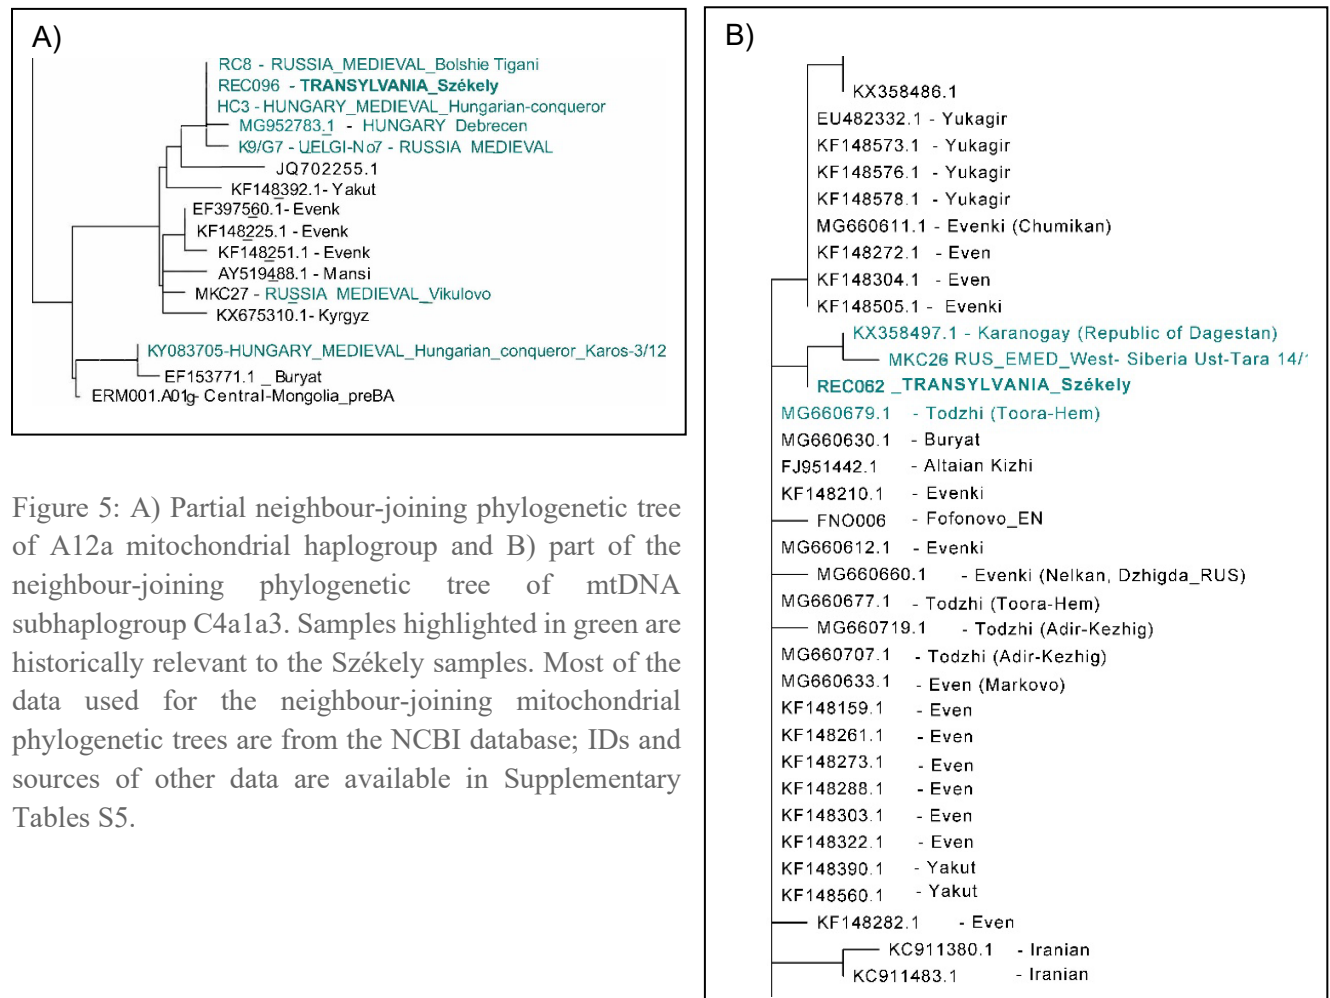 A)
RC8 - RUSSIA_MEDIEVAL_Bolshie Tigani
REC096 - TRANSYLVANIA_Székely
HC3 - HUNGARY_MEDIEVAL_Hungarian-conqueror
MG952783.1 - HUNGARY Debrecen
K9/G7 - UELGI-No7 - RUSSIA MEDIEVAL
JQ702255.1
KF148392.1- Yakut
EF397560.1- Evenk
KF148225.1 - Evenk
KF148251.1 - Evenk
AY519488.1 - Mansi
MKC27 - RUSSIA MEDIEVAL_Vikulovo
KX675310.1- Kyrgyz
KY083705-HUNGARY_MEDIEVAL_Hungarian_conqueror_Karos-3/12
EF153771.1 _ Buryat
ERM001.A01g- Central-Mongolia_preBA
Figure 5: A) Partial neighbour-joining phylogenetic tree
of A12a mitochondrial haplogroup and B) part of the
neighbour-joining phylogenetic tree of mtDNA
subhaplogroup C4a1a3. Samples highlighted in green are
historically relevant to the Székely samples. Most of the
data used for the neighbour-joining mitochondrial
phylogenetic trees are from the NCBI database; IDs and
sources of other data are available in Supplementary
Tables S5.
B)
KX358486.1
EU482332.1 - Yukagir
KF148573.1 - Yukagir
KF148576.1 - Yukagir
KF148578.1 - Yukagir
MG660611.1 - Evenki (Chumikan)
KF148272.1 - Even
KF148304.1 - Even
KF148505.1 - Evenki
KX358497.1 - Karanogay (Republic of Dagestan)
MKC26 RUS_EMED_West- Siberia Ust-Tara 14/
REC062 _TRANSYLVANIA_Székely
MG660679.1 - Todzhi (Toora-Hem)
MG660630.1 - Buryat
FJ951442.1 - Altaian Kizhi
KF148210.1 - Evenki
FNO006 - Fofonovo_EN
MG660612.1 - Evenki
MG660660.1 - Evenki (Nelkan, Dzhigda_RUS)
MG660677.1 - Todzhi (Toora-Hem)
MG660719.1 - Todzhi (Adir-Kezhig)
MG660707.1 - Todzhi (Adir-Kezhig)
MG660633.1 - Even (Markovo)
KF148159.1 - Even
KF148261.1 - Even
KF148273.1 - Even
KF148288.1 - Even
KF148303.1 - Even
KF148322.1 - Even
KF148390.1 - Yakut
KF148560.1 - Yakut
KF148282.1 - Even
KC911380.1 - Iranian
KC911483.1 - Iranian